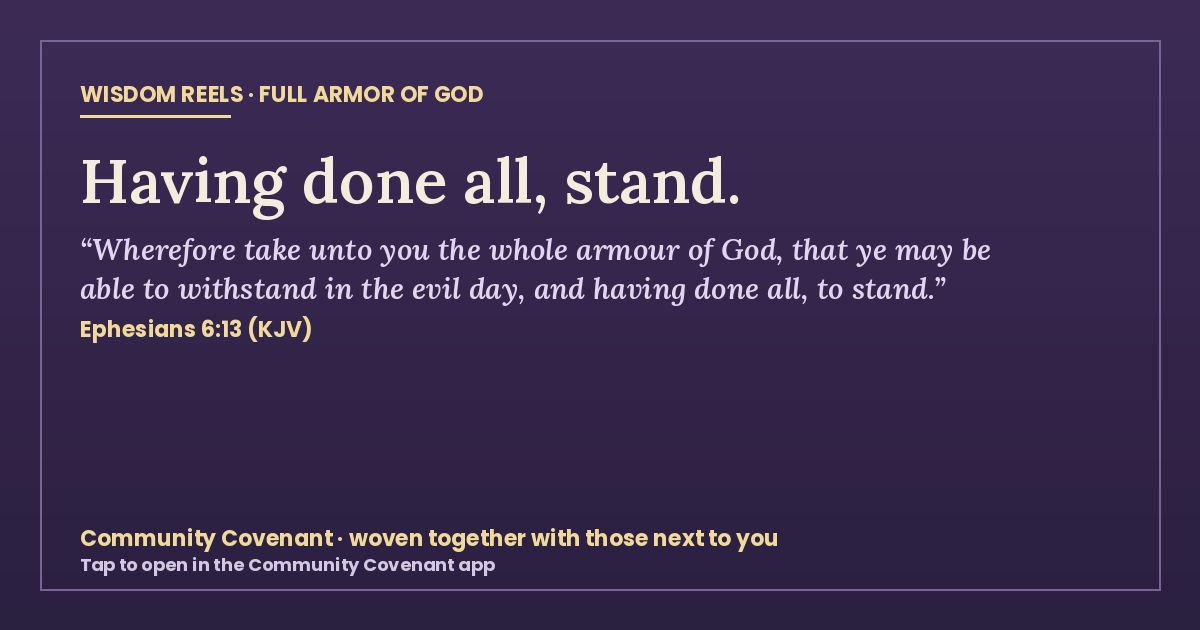 WISDOM REELS · FULL ARMOR OF GOD
Having done all, stand.
“Wherefore take unto you the whole armour of God, that ye may be
able to withstand in the evil day, and having done all, to stand.”
Ephesians 6:13 (KJV)
Community Covenant · woven together with those next to you
Tap to open in the Community Covenant app